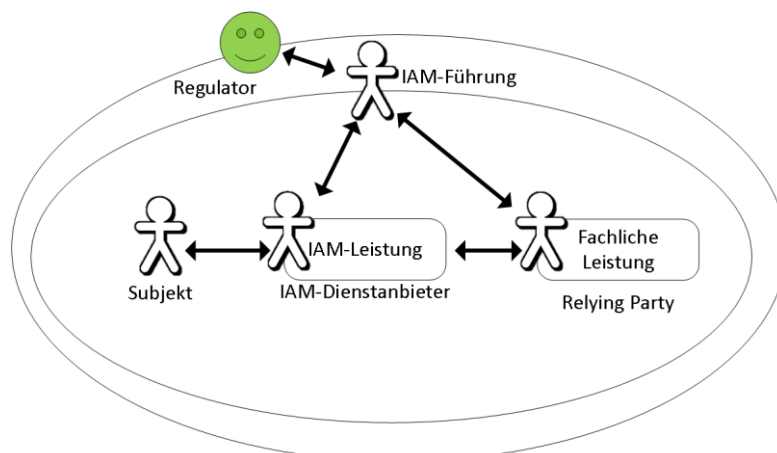 IAM-Führung
Regulator
IAM-Leistung
Fachliche
Leistung
Subjekt
IAM-Dienstanbieter
Relying Party